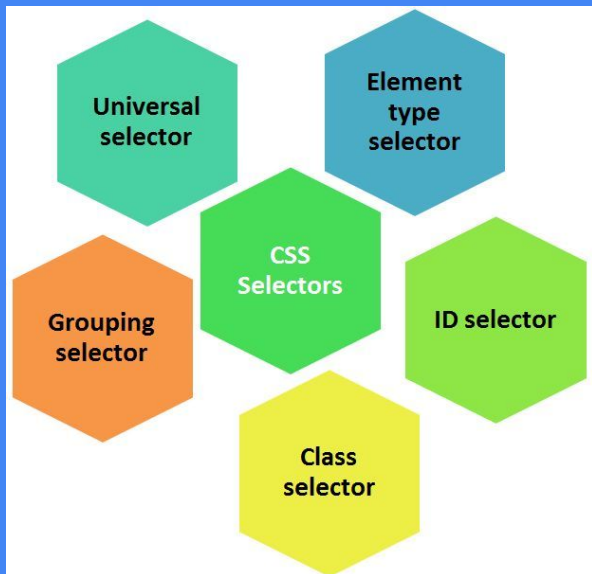 Universal
selector
Element
type
selector
CSS
Selectors
Grouping
selector
ID selector
Class
selector